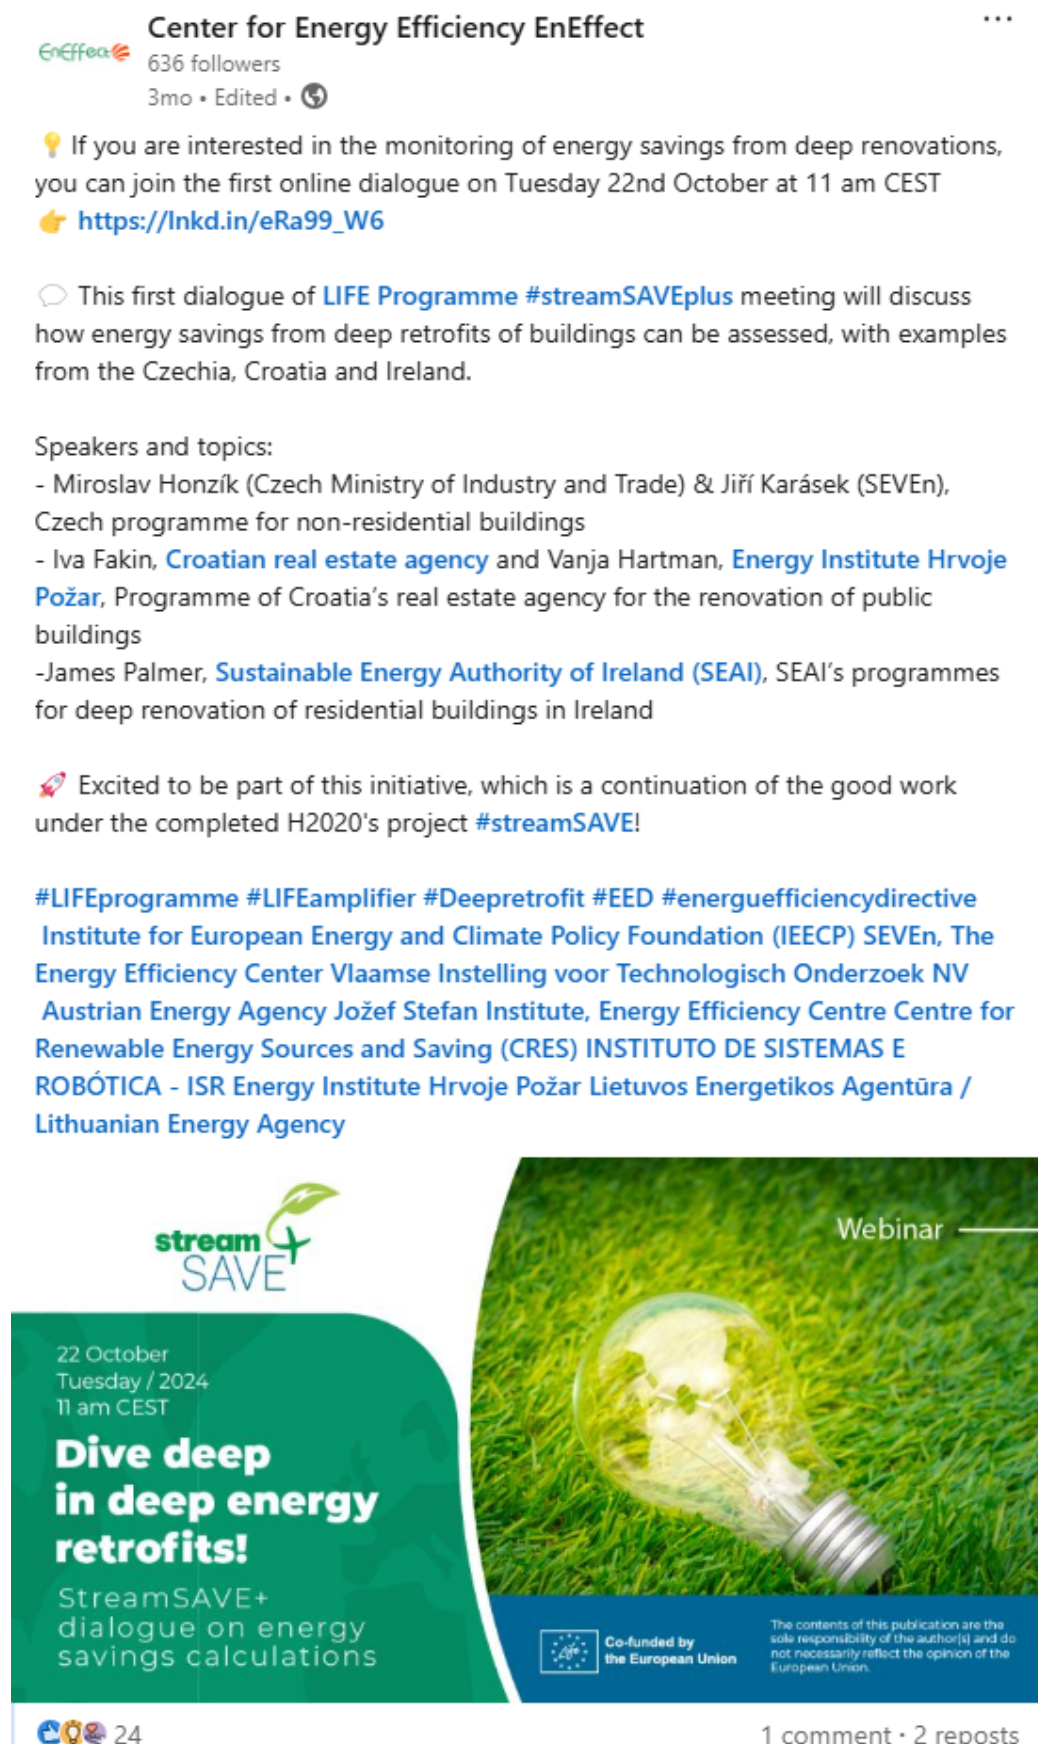 EnEffect
Center for Energy Efficiency EnEffect
636 followers
3mo • Edited •
💡 If you are interested in the monitoring of energy savings from deep renovations,
you can join the first online dialogue on Tuesday 22nd October at 11 am CEST
👉 https://lnkd.in/eRa99_W6
💬 This first dialogue of LIFE Programme #streamSAVEplus meeting will discuss
how energy savings from deep retrofits of buildings can be assessed, with examples
from the Czechia, Croatia and Ireland.
Speakers and topics:
- Miroslav Honzík (Czech Ministry of Industry and Trade) & Jiří Karásek (SEVEn),
Czech programme for non-residential buildings
- Iva Fakin, Croatian real estate agency and Vanja Hartman, Energy Institute Hrvoje
Požar, Programme of Croatia's real estate agency for the renovation of public
buildings
-James Palmer, Sustainable Energy Authority of Ireland (SEAI), SEAI's programmes
for deep renovation of residential buildings in Ireland
🚀 Excited to be part of this initiative, which is a continuation of the good work
under the completed H2020's project #streamSAVE!
#LIFEprogramme #LIFEamplifier #Deepretrofit #EED #energuefficiencydirective
Institute for European Energy and Climate Policy Foundation (IEECP) SEVEn, The
Energy Efficiency Center Vlaamse Instelling voor Technologisch Onderzoek NV
Austrian Energy Agency Jožef Stefan Institute, Energy Efficiency Centre Centre for
Renewable Energy Sources and Saving (CRES) INSTITUTO DE SISTEMAS E
ROBÓTICA - ISR Energy Institute Hrvoje Požar Lietuvos Energetikos Agentūra /
Lithuanian Energy Agency
stream
SAVE+
Webinar
22 October
Tuesday / 2024
11 am CEST
Dive deep
in deep energy
retrofits!
StreamSAVE+
dialogue on energy
savings calculations
Life
Co-funded by
the European Union
The contents of this publication are the
sole responsibility of the author(s) and do
not necessarily reflect the opinion of the
European Union.
24
1 comment · 2 reposts